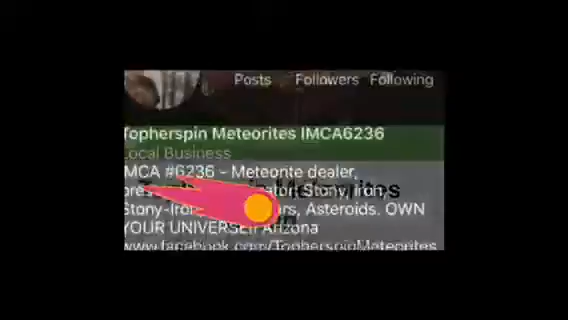 Posts Followers Following
Topherspin Meteorites IMCA6236
Local Business
IMCA #6236 - Meteorite dealer,
Stony, Iron,
Stony-Iron Asteroids. OWN
YOUR UNIVERSE!! Arizona
www.facebook.com/TopherspinMeteorites